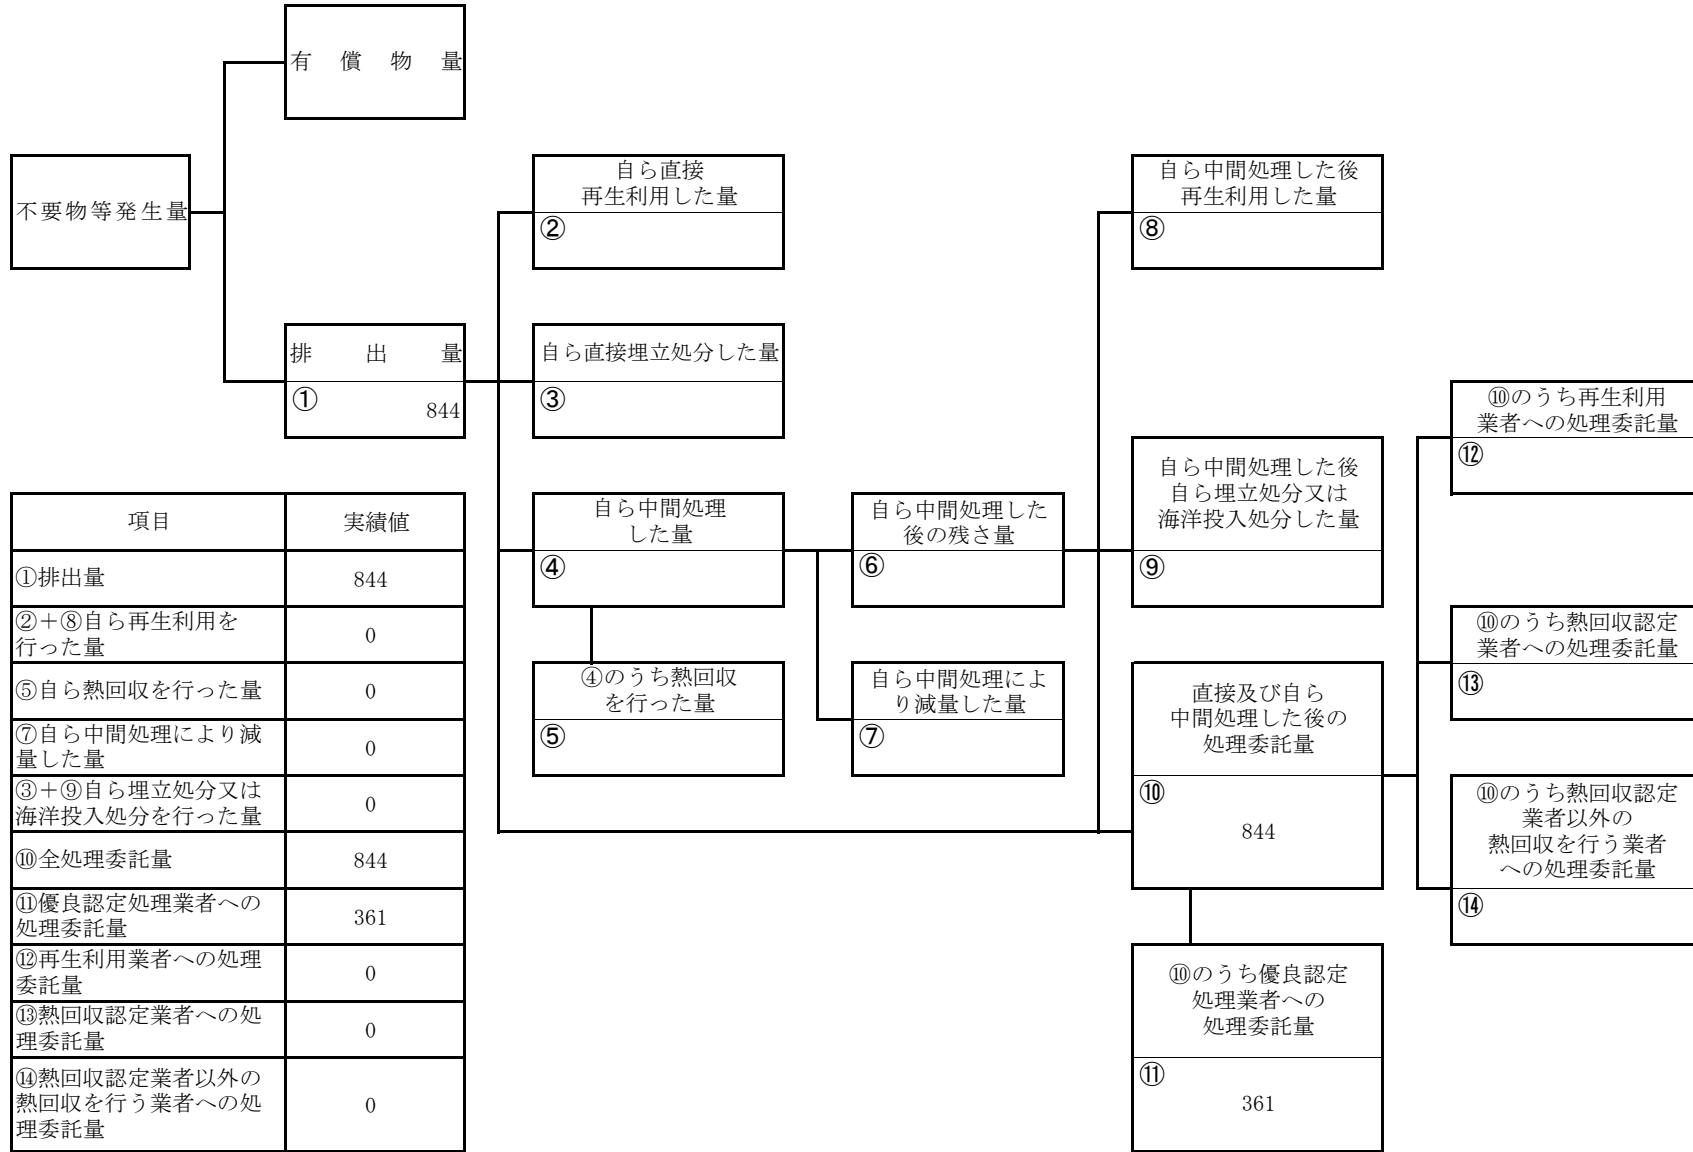 有償物量
不要物等発生量
自ら直接
再生利用した量
②
自ら中間処理した後
再生利用した量
⑧
排出量
①
844
自ら直接埋立処分した量
③
⑩のうち再生利用
業者への処理委託量
⑫
自ら中間処理した後
自ら埋立処分又は
海洋投入処分した量
⑨
自ら中間処理
した量
④
自ら中間処理した
後の残さ量
⑥
⑩のうち熱回収認定
業者への処理委託量
⑬
④のうち熱回収
を行った量
⑤
自ら中間処理によ
り減量した量
⑦
直接及び自ら
中間処理した後の
処理委託量
⑩
844
⑩のうち熱回収認定
業者以外の
熱回収を行う業者
への処理委託量
⑭
⑩のうち優良認定
処理業者への
処理委託量
⑪
361
項目 実績値
①排出量 844
②+⑧自ら再生利用を
行った量 0
⑤自ら熱回収を行った量 0
⑦自ら中間処理により減
量した量 0
③+⑨自ら埋立処分又は
海洋投入処分を行った量 0
⑩全処理委託量 844
⑪優良認定処理業者への
処理委託量 361
⑫再生利用業者への処理
委託量 0
⑬熱回収認定業者への処
理委託量 0
⑭熱回収認定業者以外の
熱回収を行う業者への処
理委託量 0